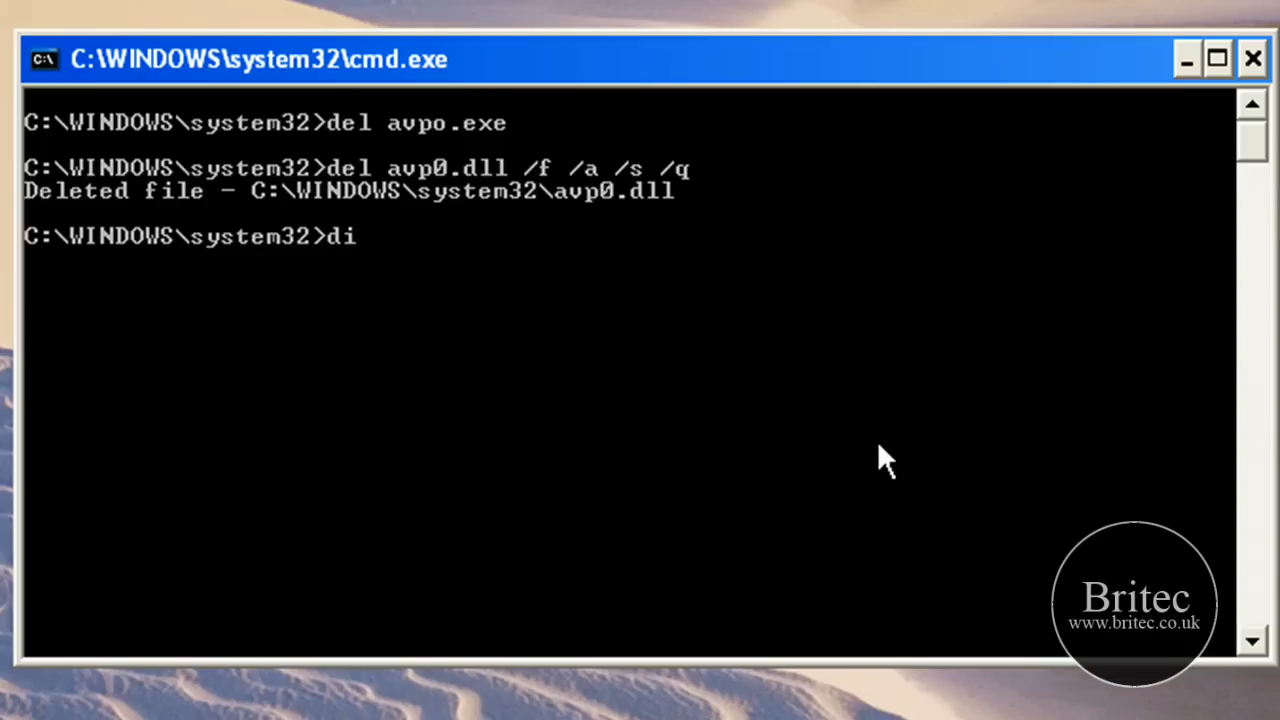 C:\WINDOWS\system32\cmd.exe
C:\WINDOWS\system32>del avpo.exe
C:\WINDOWS\system32>del avp0.dll /f /a /s /q
Deleted file - C:\WINDOWS\system32\avp0.dll
C:\WINDOWS\system32>di
Britec
www.britec.co.uk